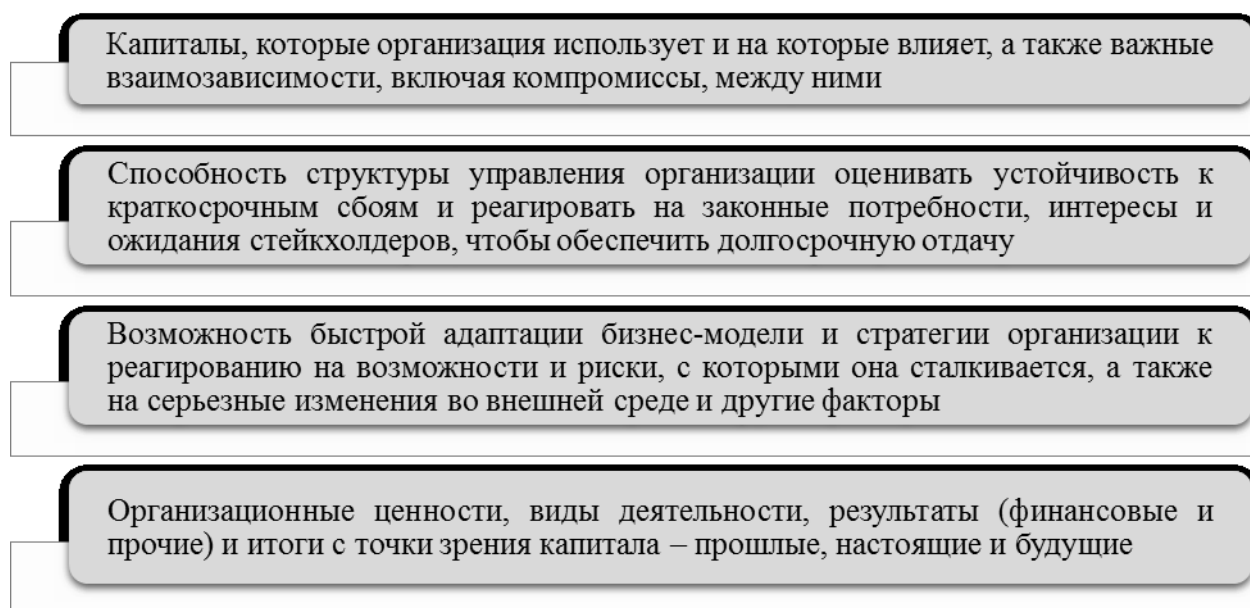 Капиталы, которые организация использует и на которые влияет, а также важные
взаимозависимости, включая компромиссы, между ними
Способность структуры управления организации оценивать устойчивость к
краткосрочным сбоям и реагировать на законные потребности, интересы и
ожидания стейкхолдеров, чтобы обеспечить долгосрочную отдачу
Возможность быстрой адаптации бизнес-модели и стратегии организации к
реагированию на возможности и риски, с которыми она сталкивается, а также
на серьезные изменения во внешней среде и другие факторы
Организационные ценности, виды деятельности, результаты (финансовые и
прочие) и итоги с точки зрения капитала – прошлые, настоящие и будущие